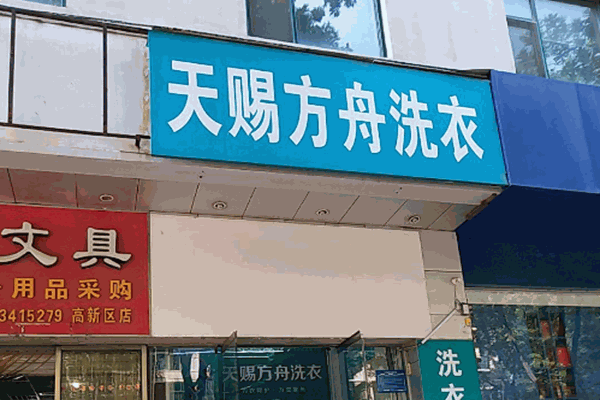 天赐方舟洗衣
文具
用品采购
3415279 高新区店
天赐方舟洗衣
洗衣